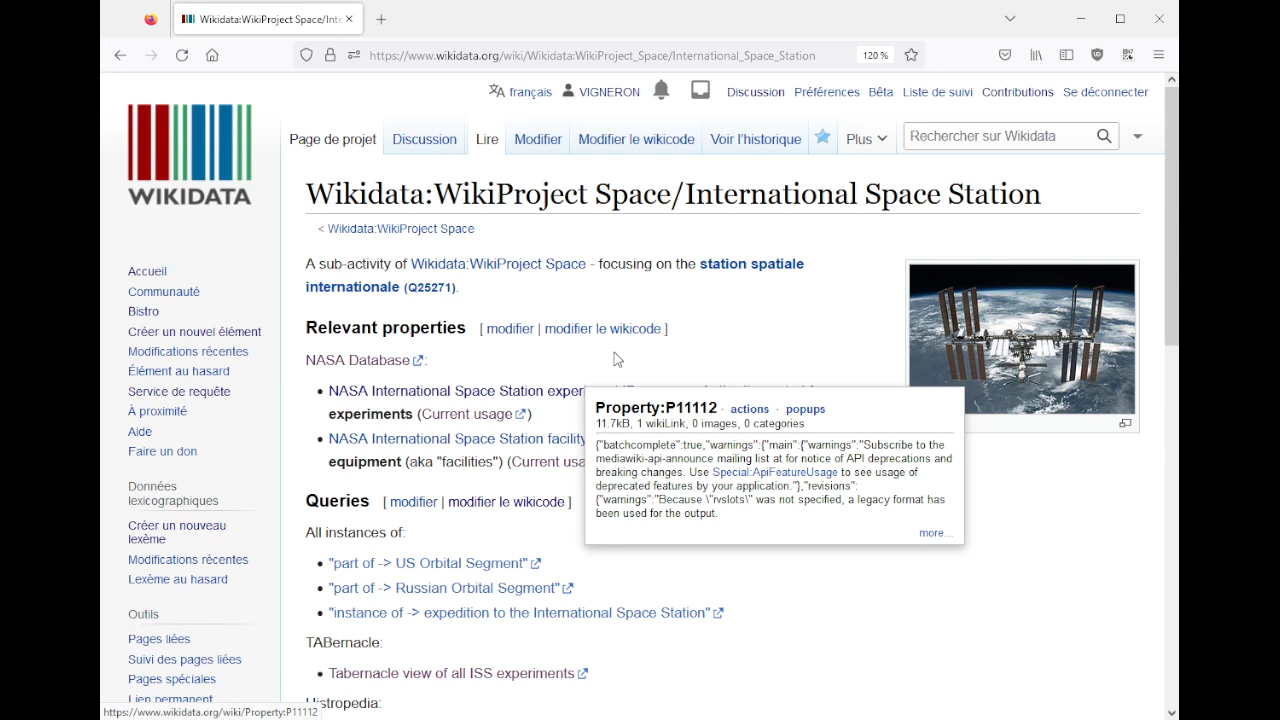 Wikidata:WikiProject Space/Inte
https://www.wikidata.org/wiki/Wikidata:WikiProject_Space/International_Space_Station
120 %
français VIGNERON Discussion Préférences Bêta Liste de suivi Contributions Se déconnecter
Page de projet Discussion Lire Modifier Modifier le wikicode Voir l'historique Plus Rechercher sur Wikidata
WIKIDATA
Wikidata:WikiProject Space/International Space Station
< Wikidata:WikiProject Space
A sub-activity of Wikidata:WikiProject Space - focusing on the station spatiale
internationale (Q25271).
Relevant properties [ modifier | modifier le wikicode ]
NASA Database:
• NASA International Space Station exper
experiments (Current usage)
• NASA International Space Station facility
equipment (aka "facilities") (Current usa
Property:P11112 · actions · popups
11.7kB, 1 wikiLink, 0 images, 0 categories
{"batchcomplete":true,"warnings":{"main":{"warnings":"Subscribe to the
mediawiki-api-announce mailing list at for notice of API deprecations and
breaking changes. Use Special:ApiFeatureUsage to see usage of
deprecated features by your application."},"revisions":
{"warnings":"Because \"rvslots\" was not specified, a legacy format has
been used for the output.
more...
Queries [ modifier | modifier le wikicode ]
All instances of:
• "part of -> US Orbital Segment"
• "part of -> Russian Orbital Segment"
• "instance of -> expedition to the International Space Station"
TABernacle:
• Tabernacle view of all ISS experiments
Histropedia:
Accueil
Communauté
Bistro
Créer un nouvel élément
Modifications récentes
Élément au hasard
Service de requête
À proximité
Aide
Faire un don
Données
lexicographiques
Créer un nouveau
lexème
Modifications récentes
Lexème au hasard
Outils
Pages liées
Suivi des pages liées
Pages spéciales
Lien permanent
https://www.wikidata.org/wiki/Property:P11112